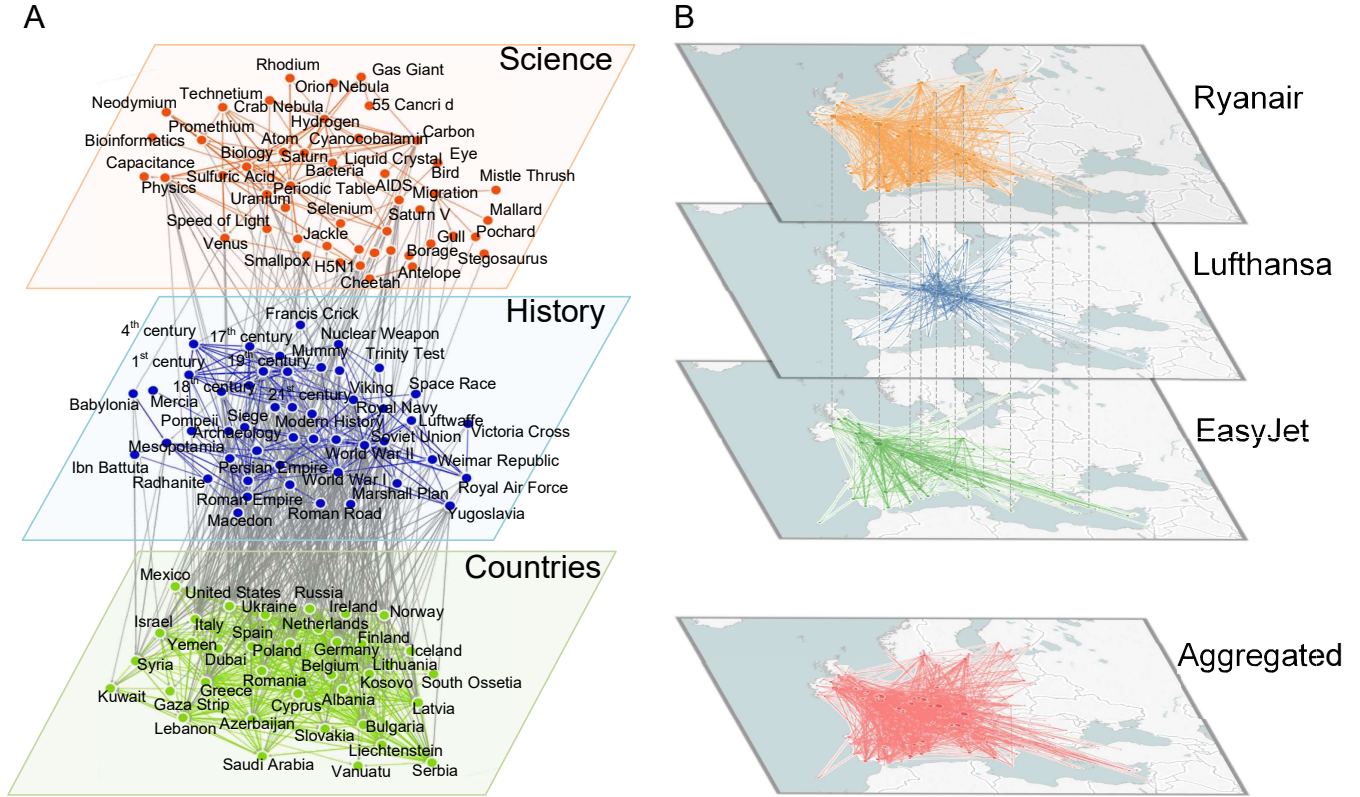 A
B
Science
Rhodium
Gas Giant
Orion Nebula
Technetium
Neodymium
Crab Nebula
55 Cancri d
Hydrogen
Promethium
Bioinformatics
Atom
Cyanocobalamin
Carbon
Biology
Saturn
Liquid Crystal
Eye
Capacitance
Bacteria
Bird
Sulfuric Acid
Physics
Periodic Table
AIDS
Migration
Mistle Thrush
Uranium
Selenium
Saturn V
Mallard
Speed of Light
Jackle
Gull
Pochard
Venus
Borage
Stegosaurus
Smallpox
H5N1
Antelope
Cheetah
History
Francis Crick
4th century
17th century
Nuclear Weapon
Mummy
Trinity Test
1st century
19th century
18th century
21st century
Viking
Space Race
Babylonia
Mercia
Royal Navy
Pompeii
Siege
Modern History
Luftwaffe
Archaeology
Soviet Union
Victoria Cross
Mesopotamia
World War II
Ibn Battuta
Persian Empire
Weimar Republic
Radhanite
World War I
Royal Air Force
Roman Empire
Marshall Plan
Macedon
Roman Road
Yugoslavia
Countries
Mexico
United States
Russia
Ukraine
Ireland
Norway
Israel
Italy
Netherlands
Spain
Finland
Yemen
Poland
Germany
Iceland
Syria
Dubai
Belgium
Lithuania
Romania
Kosovo
South Ossetia
Kuwait
Greece
Gaza Strip
Cyprus
Albania
Latvia
Lebanon
Azerbaijan
Bulgaria
Slovakia
Liechtenstein
Saudi Arabia
Vanuatu
Serbia
Ryanair
Lufthansa
EasyJet
Aggregated